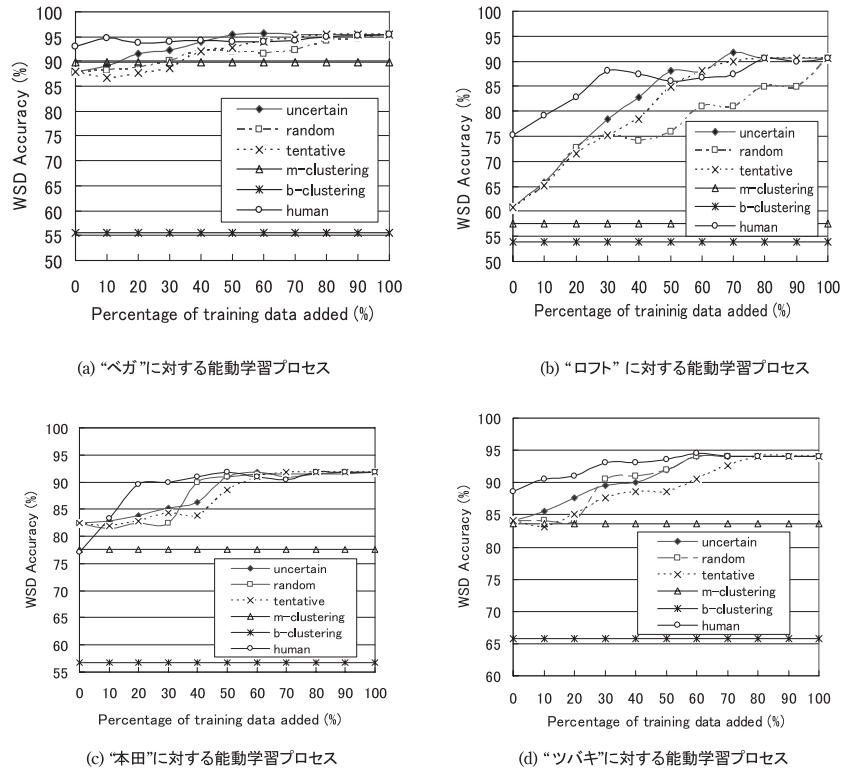 WSD Accuracy (%)
100
95
90
85
80
75
70
65
60
55
50
uncertain
random
tentative
m-clustering
b-clustering
human
0 10 20 30 40 50 60 70 80 90 100
Percentage of training data added (%)
(a) “ベガ”に対する能動学習プロセス
WSD Accuracy (%)
100
95
90
85
80
75
70
65
60
55
50
uncertain
random
tentative
m-clustering
b-clustering
human
0 10 20 30 40 50 60 70 80 90 100
Percentage of training data added (%)
(b) “ロフト” に対する能動学習プロセス
WSD Accuracy (%)
100
95
90
85
80
75
70
65
60
55
uncertain
random
tentative
m-clustering
b-clustering
human
0 10 20 30 40 50 60 70 80 90 100
Percentage of training data added (%)
(c) “本田”に対する能動学習プロセス
WSD Accuracy (%)
100
95
90
85
80
75
70
65
60
uncertain
random
tentative
m-clustering
b-clustering
human
0 10 20 30 40 50 60 70 80 90 100
Percentage of training data added (%)
(d) “ツバキ”に対する能動学習プロセス